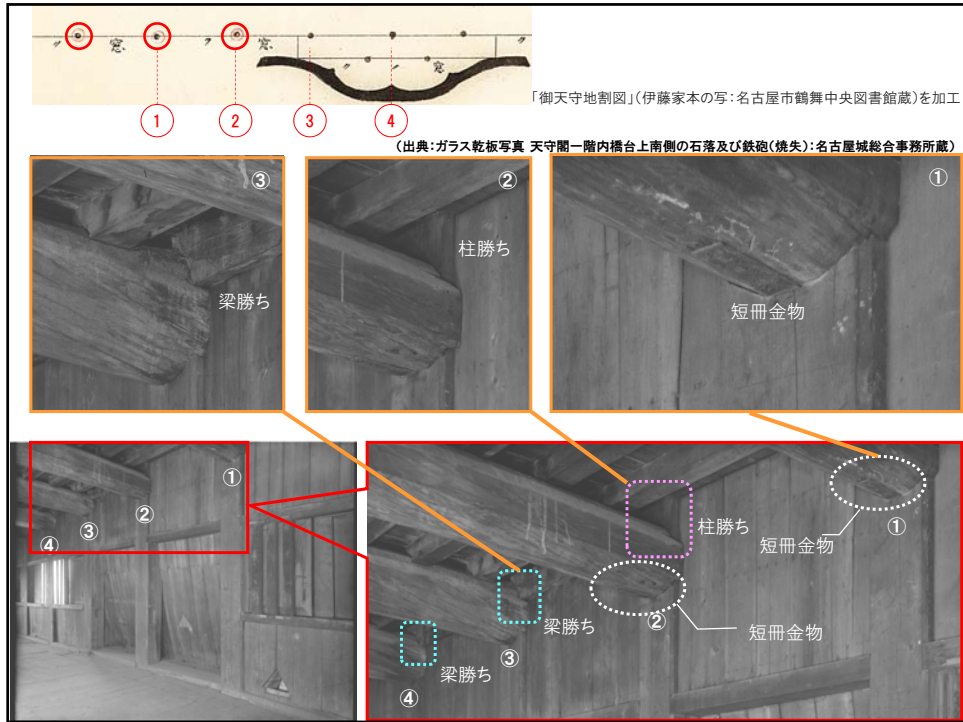 〃 窓 〃 窓 〃
〃 窓
① ② ③ ④
「御天守地割図」(伊藤家本の写:名古屋市鶴舞中央図書館蔵)を加工
(出典:ガラス乾板写真 天守閣一階内橋台上南側の石落及び鉄砲(焼失):名古屋城総合事務所蔵)
③
梁勝ち
②
柱勝ち
①
短冊金物
①
②
③
④
柱勝ち
短冊金物
①
②
短冊金物
梁勝ち
③
梁勝ち
④